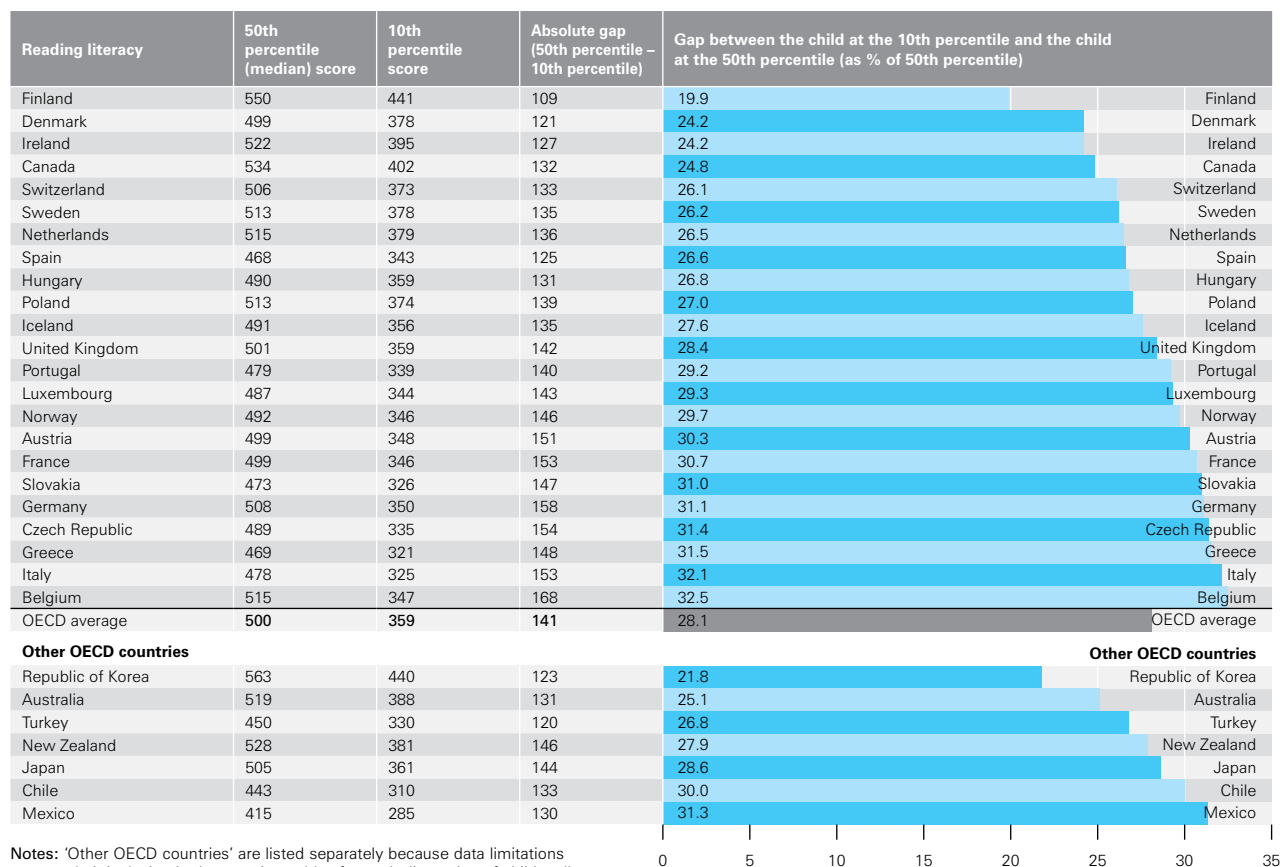 Reading literacy
50th
percentile
(median) score
10th
percentile
score
Absolute gap
(50th percentile –
10th percentile)
Gap between the child at the 10th percentile and the child
at the 50th percentile (as % of 50th percentile)
Finland 550 441 109 19.9 Finland
Denmark 499 378 121 24.2 Denmark
Ireland 522 395 127 24.2 Ireland
Canada 534 402 132 24.8 Canada
Switzerland 506 373 133 26.1 Switzerland
Sweden 513 378 135 26.2 Sweden
Netherlands 515 379 136 26.5 Netherlands
Spain 468 343 125 26.6 Spain
Hungary 490 359 131 26.8 Hungary
Poland 513 374 139 27.0 Poland
Iceland 491 356 135 27.6 Iceland
United Kingdom 501 359 142 28.4 United Kingdom
Portugal 479 339 140 29.2 Portugal
Luxembourg 487 344 143 29.3 Luxembourg
Norway 492 346 146 29.7 Norway
Austria 499 348 151 30.3 Austria
France 499 346 153 30.7 France
Slovakia 473 326 147 31.0 Slovakia
Germany 508 350 158 31.1 Germany
Czech Republic 489 335 154 31.4 Czech Republic
Greece 469 321 148 31.5 Greece
Italy 478 325 153 32.1 Italy
Belgium 515 347 168 32.5 Belgium
OECD average 500 359 141 28.1 OECD average
Other OECD countries Other OECD countries
Republic of Korea 563 440 123 21.8 Republic of Korea
Australia 519 388 131 25.1 Australia
Turkey 450 330 120 26.8 Turkey
New Zealand 528 381 146 27.9 New Zealand
Japan 505 361 144 28.6 Japan
Chile 443 310 133 30.0 Chile
Mexico 415 285 130 31.3 Mexico
Notes: ‘Other OECD countries’ are listed separately because data limitations
0 5 10 15 20 25 30 35